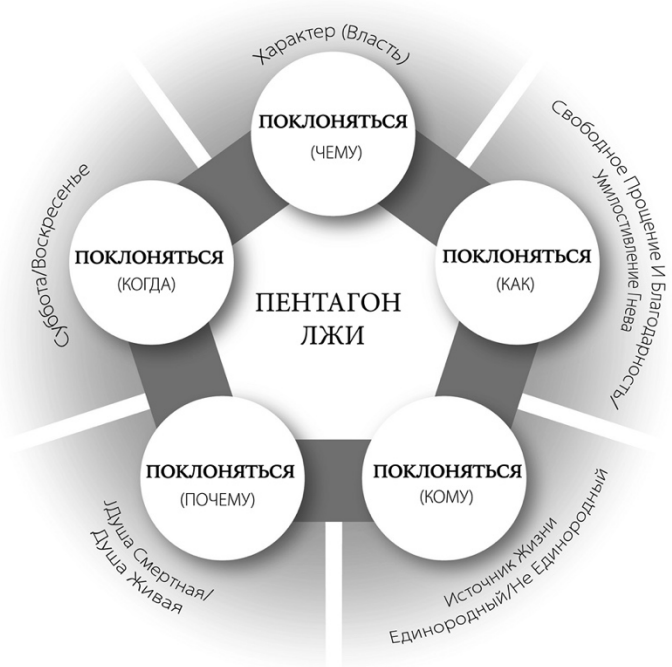 Характер (Власть)
ПОКЛОНЯТЬСЯ
(ЧЕМУ)
Свободное Прощение И Благодарность/
Умилостивление Гнева
ПОКЛОНЯТЬСЯ
(КАК)
Суббота/Воскресенье
ПОКЛОНЯТЬСЯ
(КОГДА)
ПЕНТАГОН
ЛЖИ
ПОКЛОНЯТЬСЯ
(ПОЧЕМУ)
/Душа Смертная/
Душа Живая
ПОКЛОНЯТЬСЯ
(КОМУ)
Источник Жизни
Единородный/Не Единородный